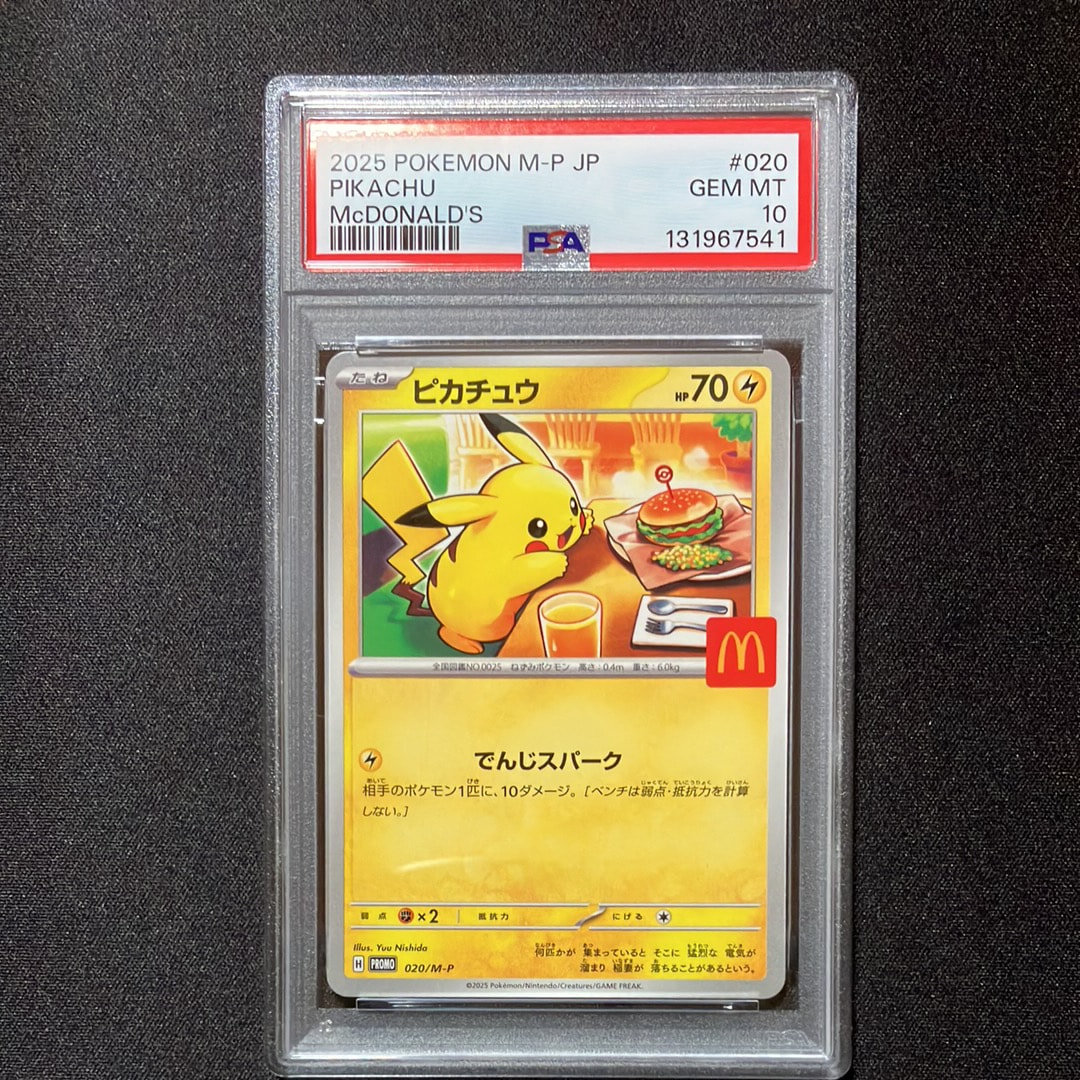 2025 POKEMON M-P JP #020
PIKACHU GEM MT
McDONALD'S 10
PSA 131967541
たね ピカチュウ HP70
全国図鑑NO.0025 ねずみポケモン 高さ:0.4m 重さ:6.0kg
でんじスパーク
相手のポケモン1匹に、10ダメージ。[ベンチは弱点・抵抗力を計算
しない。]
弱点 ×2 抵抗力 にげる
Illus. Yuu Nishida
何匹かが 集まっていると そこに 猛烈な 電気が
溜まり 稲妻が 落ちることがあるという。
H PROMO 020/M-P
©2025 Pokémon/Nintendo/Creatures/GAME FREAK.